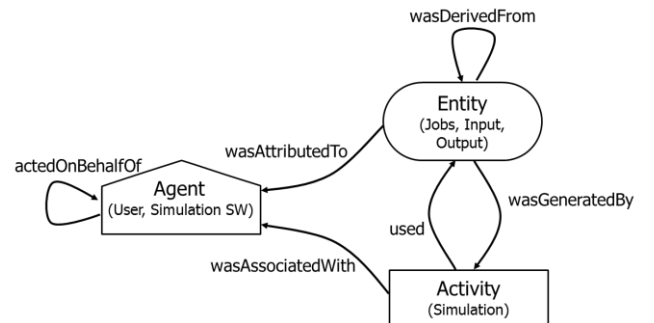 wasDerivedFrom
Entity
(Jobs, Input,
Output)
wasAttributedTo
actedOnBehalfOf
Agent
(User, Simulation SW)
wasGeneratedBy
used
wasAssociatedWith
Activity
(Simulation)